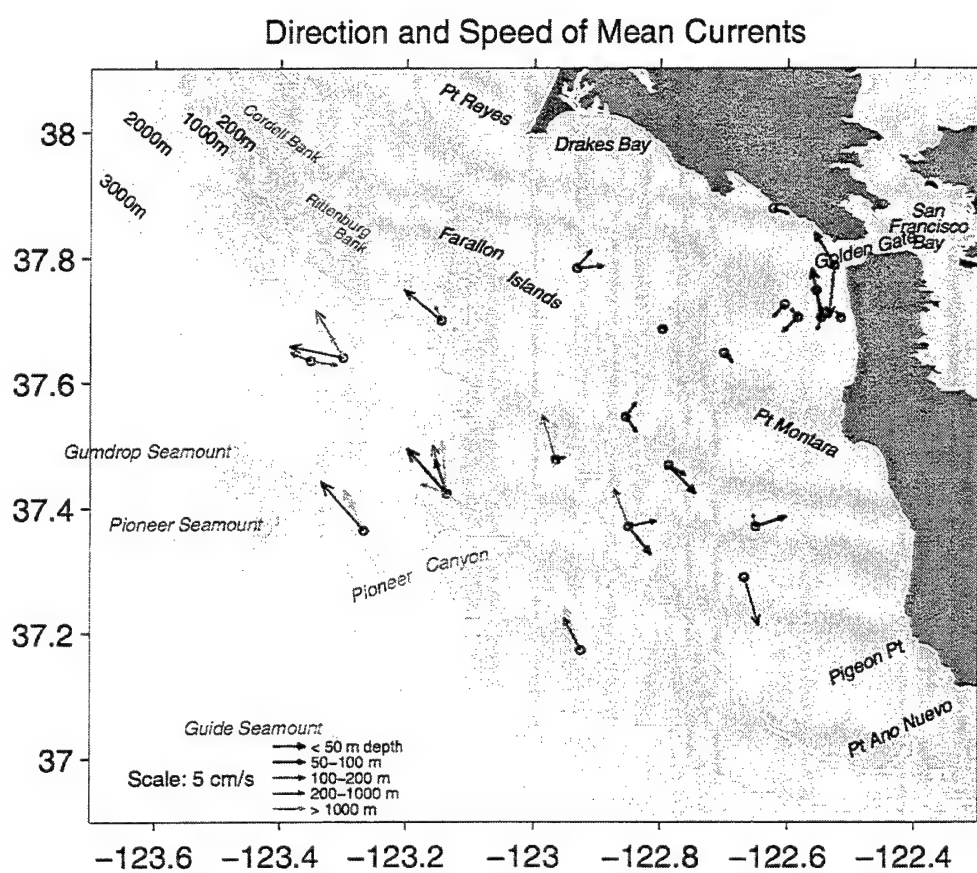 Direction and Speed of Mean Currents
38
37.8
37.6
37.4
37.2
37
2000m
1000m
200m
3000m
Cordell Bank
Rittenburg
Bank
Pt Reyes
Drakes Bay
Farallon
Islands
San
Francisco
Bay
Golden Gate
Pt Montara
Gumdrop Seamount
Pioneer Seamount
Pioneer Canyon
Pigeon Pt
Pt Ano Nuevo
Guide Seamount
Scale: 5 cm/s
< 50 m depth
50–100 m
100–200 m
200–1000 m
> 1000 m
−123.6
−123.4
−123.2
−123
−122.8
−122.6
−122.4